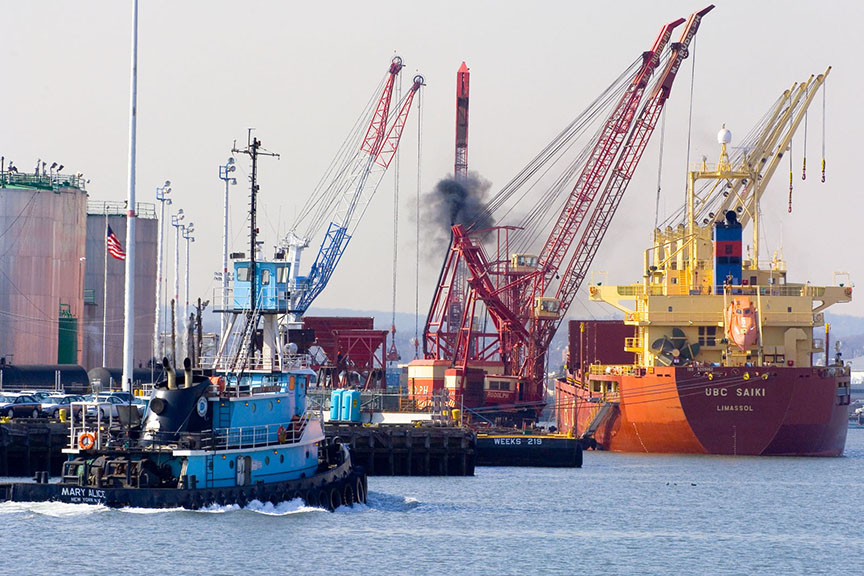 MARY ALICE
NEW YORK N.Y.
WEEKS 219
UBC SAIKI
LIMASSOL